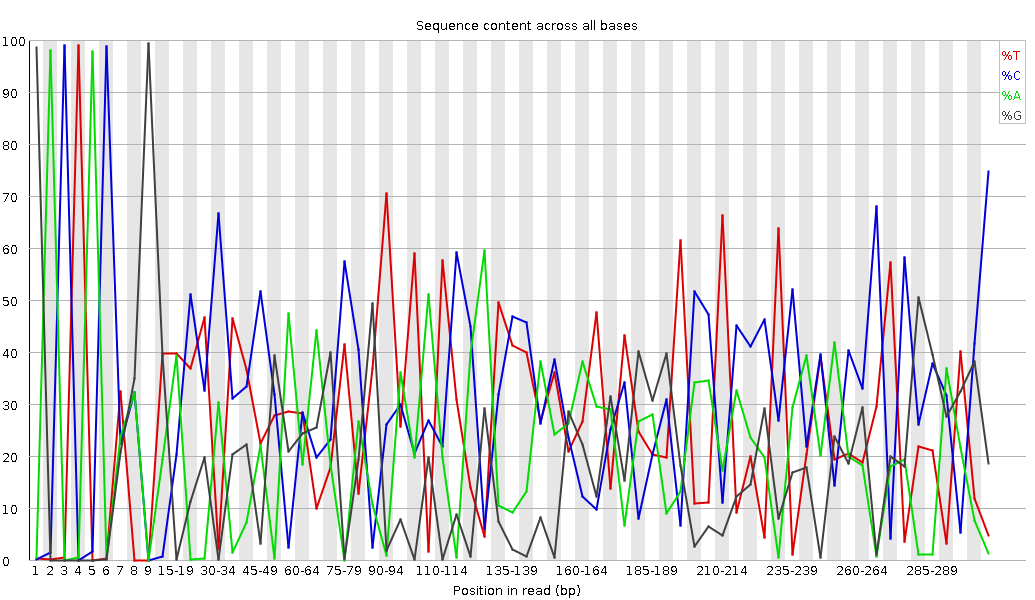 Sequence content across all bases
100
90
80
70
60
50
40
30
20
10
0
%T
%C
%A
%G
1 2 3 4 5 6 7 8 9 15-19 30-34 45-49 60-64 75-79 90-94 110-114 135-139 160-164 185-189 210-214 235-239 260-264 285-289
Position in read (bp)